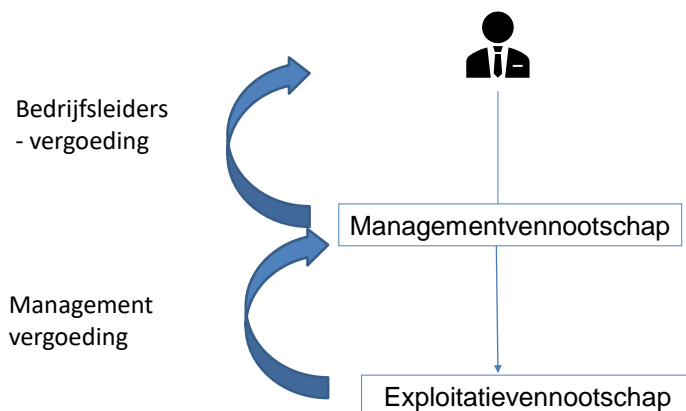 Bedrijfsleiders
- vergoeding
Managementvennootschap
Management
vergoeding
Exploitatievennootschap